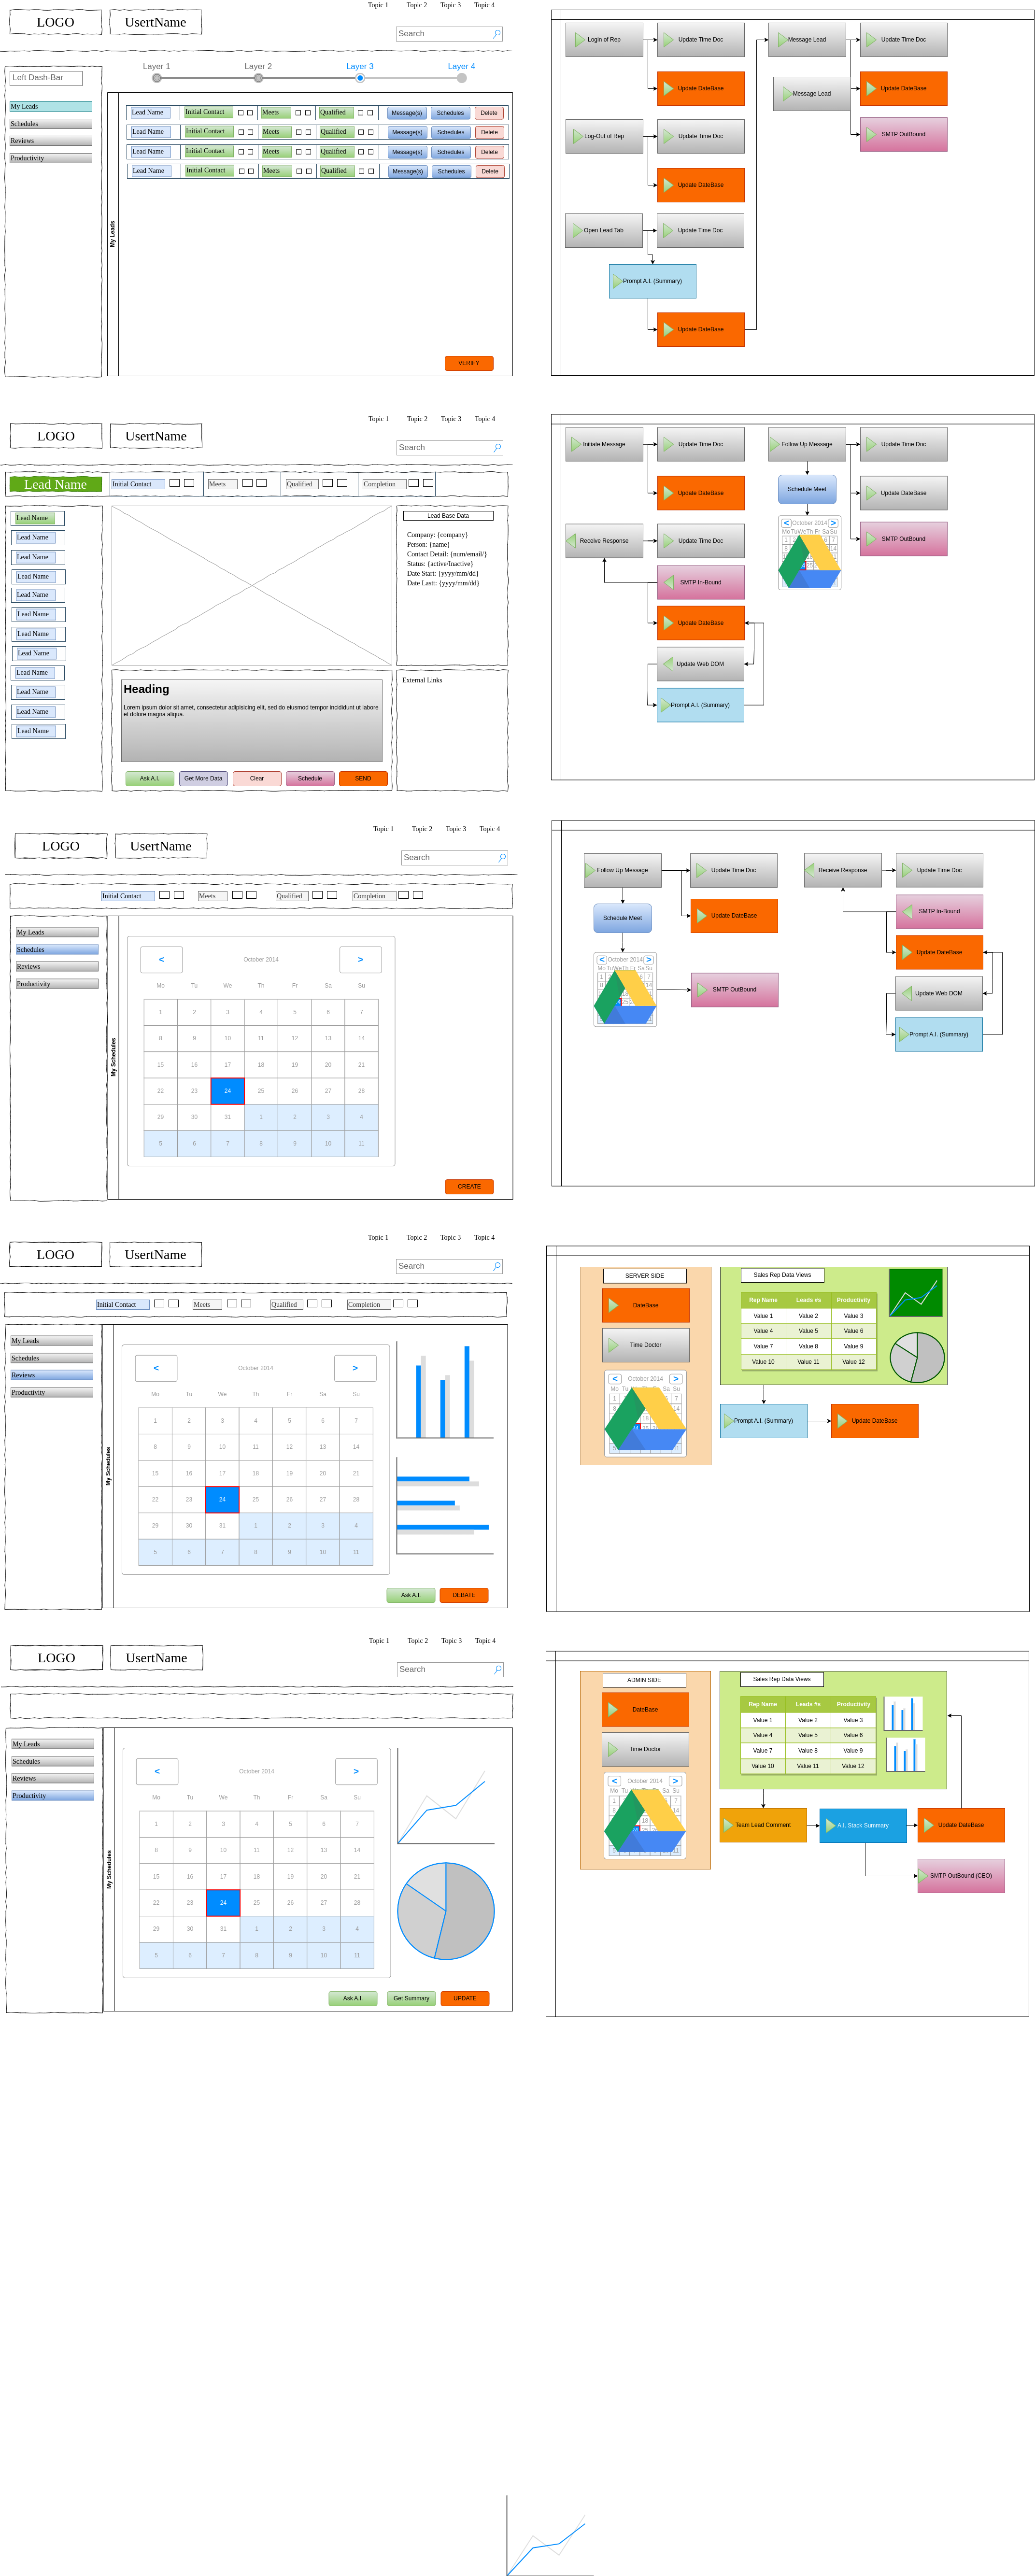 Topic 1 Topic 2 Topic 3 Topic 4
LOGO UsertName
Search
Left Dash-Bar
My Leads
Schedules
Reviews
Productivity
Layer 1 Layer 2 Layer 3 Layer 4
My Leads
Lead Name Initial Contact Meets Qualified Message(s) Schedules Delete
Lead Name Initial Contact Meets Qualified Message(s) Schedules Delete
Lead Name Initial Contact Meets Qualified Message(s) Schedules Delete
Lead Name Initial Contact Meets Qualified Message(s) Schedules Delete
VERIFY
Login of Rep Update Time Doc
Update DateBase
Log-Out of Rep Update Time Doc
Update DateBase
Open Lead Tab Update Time Doc
Prompt A.I. (Summary)
Update DateBase
Message Lead Update Time Doc
Message Lead Update DateBase
SMTP OutBound
Topic 1 Topic 2 Topic 3 Topic 4
LOGO UsertName
Search
Lead Name Initial Contact Meets Qualified Completion
Lead Name
Lead Name
Lead Name
Lead Name
Lead Name
Lead Name
Lead Name
Lead Name
Lead Name
Lead Name
Lead Name
Lead Name
Lead Base Data
Company: {company}
Person: {name}
Contact Detail: {num/email/}
Status: {active/Inactive}
Date Start: {yyyy/mm/dd}
Date Lastt: {yyyy/mm/dd}
Heading
Lorem ipsum dolor sit amet, consectetur adipisicing elit, sed do eiusmod tempor incididunt ut labore
et dolore magna aliqua.
Ask A.I. Get More Data Clear Schedule SEND
External Links
Initiate Message Update Time Doc
Update DateBase
Receive Response Update Time Doc
SMTP In-Bound
Update DateBase
Update Web DOM
Prompt A.I. (Summary)
Follow Up Message Update Time Doc
Schedule Meet Update DateBase
< October 2014 >
Mo Tu We Th Fr Sa Su
SMTP OutBound
Topic 1 Topic 2 Topic 3 Topic 4
LOGO UsertName
Search
Initial Contact Meets Qualified Completion
My Leads
Schedules
Reviews
Productivity
My Schedules
< October 2014 >
Mo Tu We Th Fr Sa Su
1 2 3 4 5 6 7
8 9 10 11 12 13 14
15 16 17 18 19 20 21
22 23 24 25 26 27 28
29 30 31 1 2 3 4
5 6 7 8 9 10 11
CREATE
Follow Up Message Update Time Doc
Schedule Meet Update DateBase
< October 2014 >
Mo Tu We Th Fr Sa Su
SMTP OutBound
Receive Response Update Time Doc
SMTP In-Bound
Update DateBase
Update Web DOM
Prompt A.I. (Summary)
Topic 1 Topic 2 Topic 3 Topic 4
LOGO UsertName
Search
Initial Contact Meets Qualified Completion
My Leads
Schedules
Reviews
Productivity
My Schedules
< October 2014 >
Mo Tu We Th Fr Sa Su
1 2 3 4 5 6 7
8 9 10 11 12 13 14
15 16 17 18 19 20 21
22 23 24 25 26 27 28
29 30 31 1 2 3 4
5 6 7 8 9 10 11
Ask A.I. DEBATE
SERVER SIDE
DateBase
Time Doctor
< October 2014 >
Sales Rep Data Views
Rep Name Leads #s Productivity
Value 1 Value 2 Value 3
Value 4 Value 5 Value 6
Value 7 Value 8 Value 9
Value 10 Value 11 Value 12
Prompt A.I. (Summary) Update DateBase
Topic 1 Topic 2 Topic 3 Topic 4
LOGO UsertName
Search
My Leads
Schedules
Reviews
Productivity
My Schedules
< October 2014 >
Mo Tu We Th Fr Sa Su
1 2 3 4 5 6 7
8 9 10 11 12 13 14
15 16 17 18 19 20 21
22 23 24 25 26 27 28
29 30 31 1 2 3 4
5 6 7 8 9 10 11
Ask A.I. Get Summary UPDATE
ADMIN SIDE
DateBase
Time Doctor
< October 2014 >
Sales Rep Data Views
Rep Name Leads #s Productivity
Value 1 Value 2 Value 3
Value 4 Value 5 Value 6
Value 7 Value 8 Value 9
Value 10 Value 11 Value 12
Team Lead Comment A.I. Stack Summary Update DateBase
SMTP OutBound (CEO)